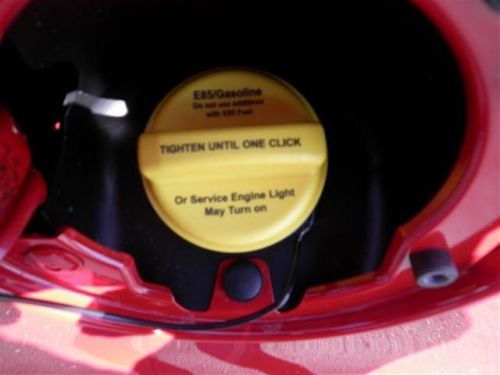 E85/Gasoline
Do not use additives
with E85 Fuel
TIGHTEN UNTIL ONE CLICK
Or Service Engine Light
May Turn on